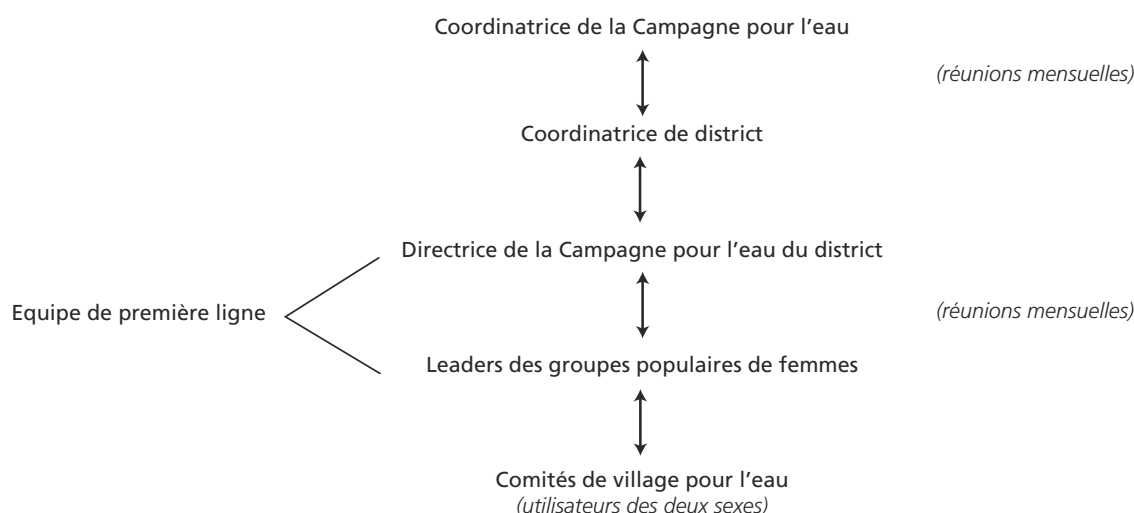 Coordinatrice de la Campagne pour l'eau
(réunions mensuelles)
Coordinatrice de district
Directrice de la Campagne pour l'eau du district
Equipe de première ligne
(réunions mensuelles)
Leaders des groupes populaires de femmes
Comités de village pour l'eau
(utilisateurs des deux sexes)